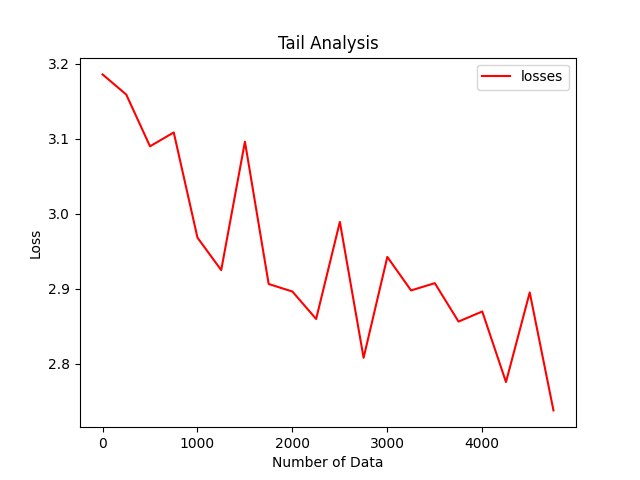 Tail Analysis
losses
Loss
3.2
3.1
3.0
2.9
2.8
0
1000
2000
3000
4000
Number of Data